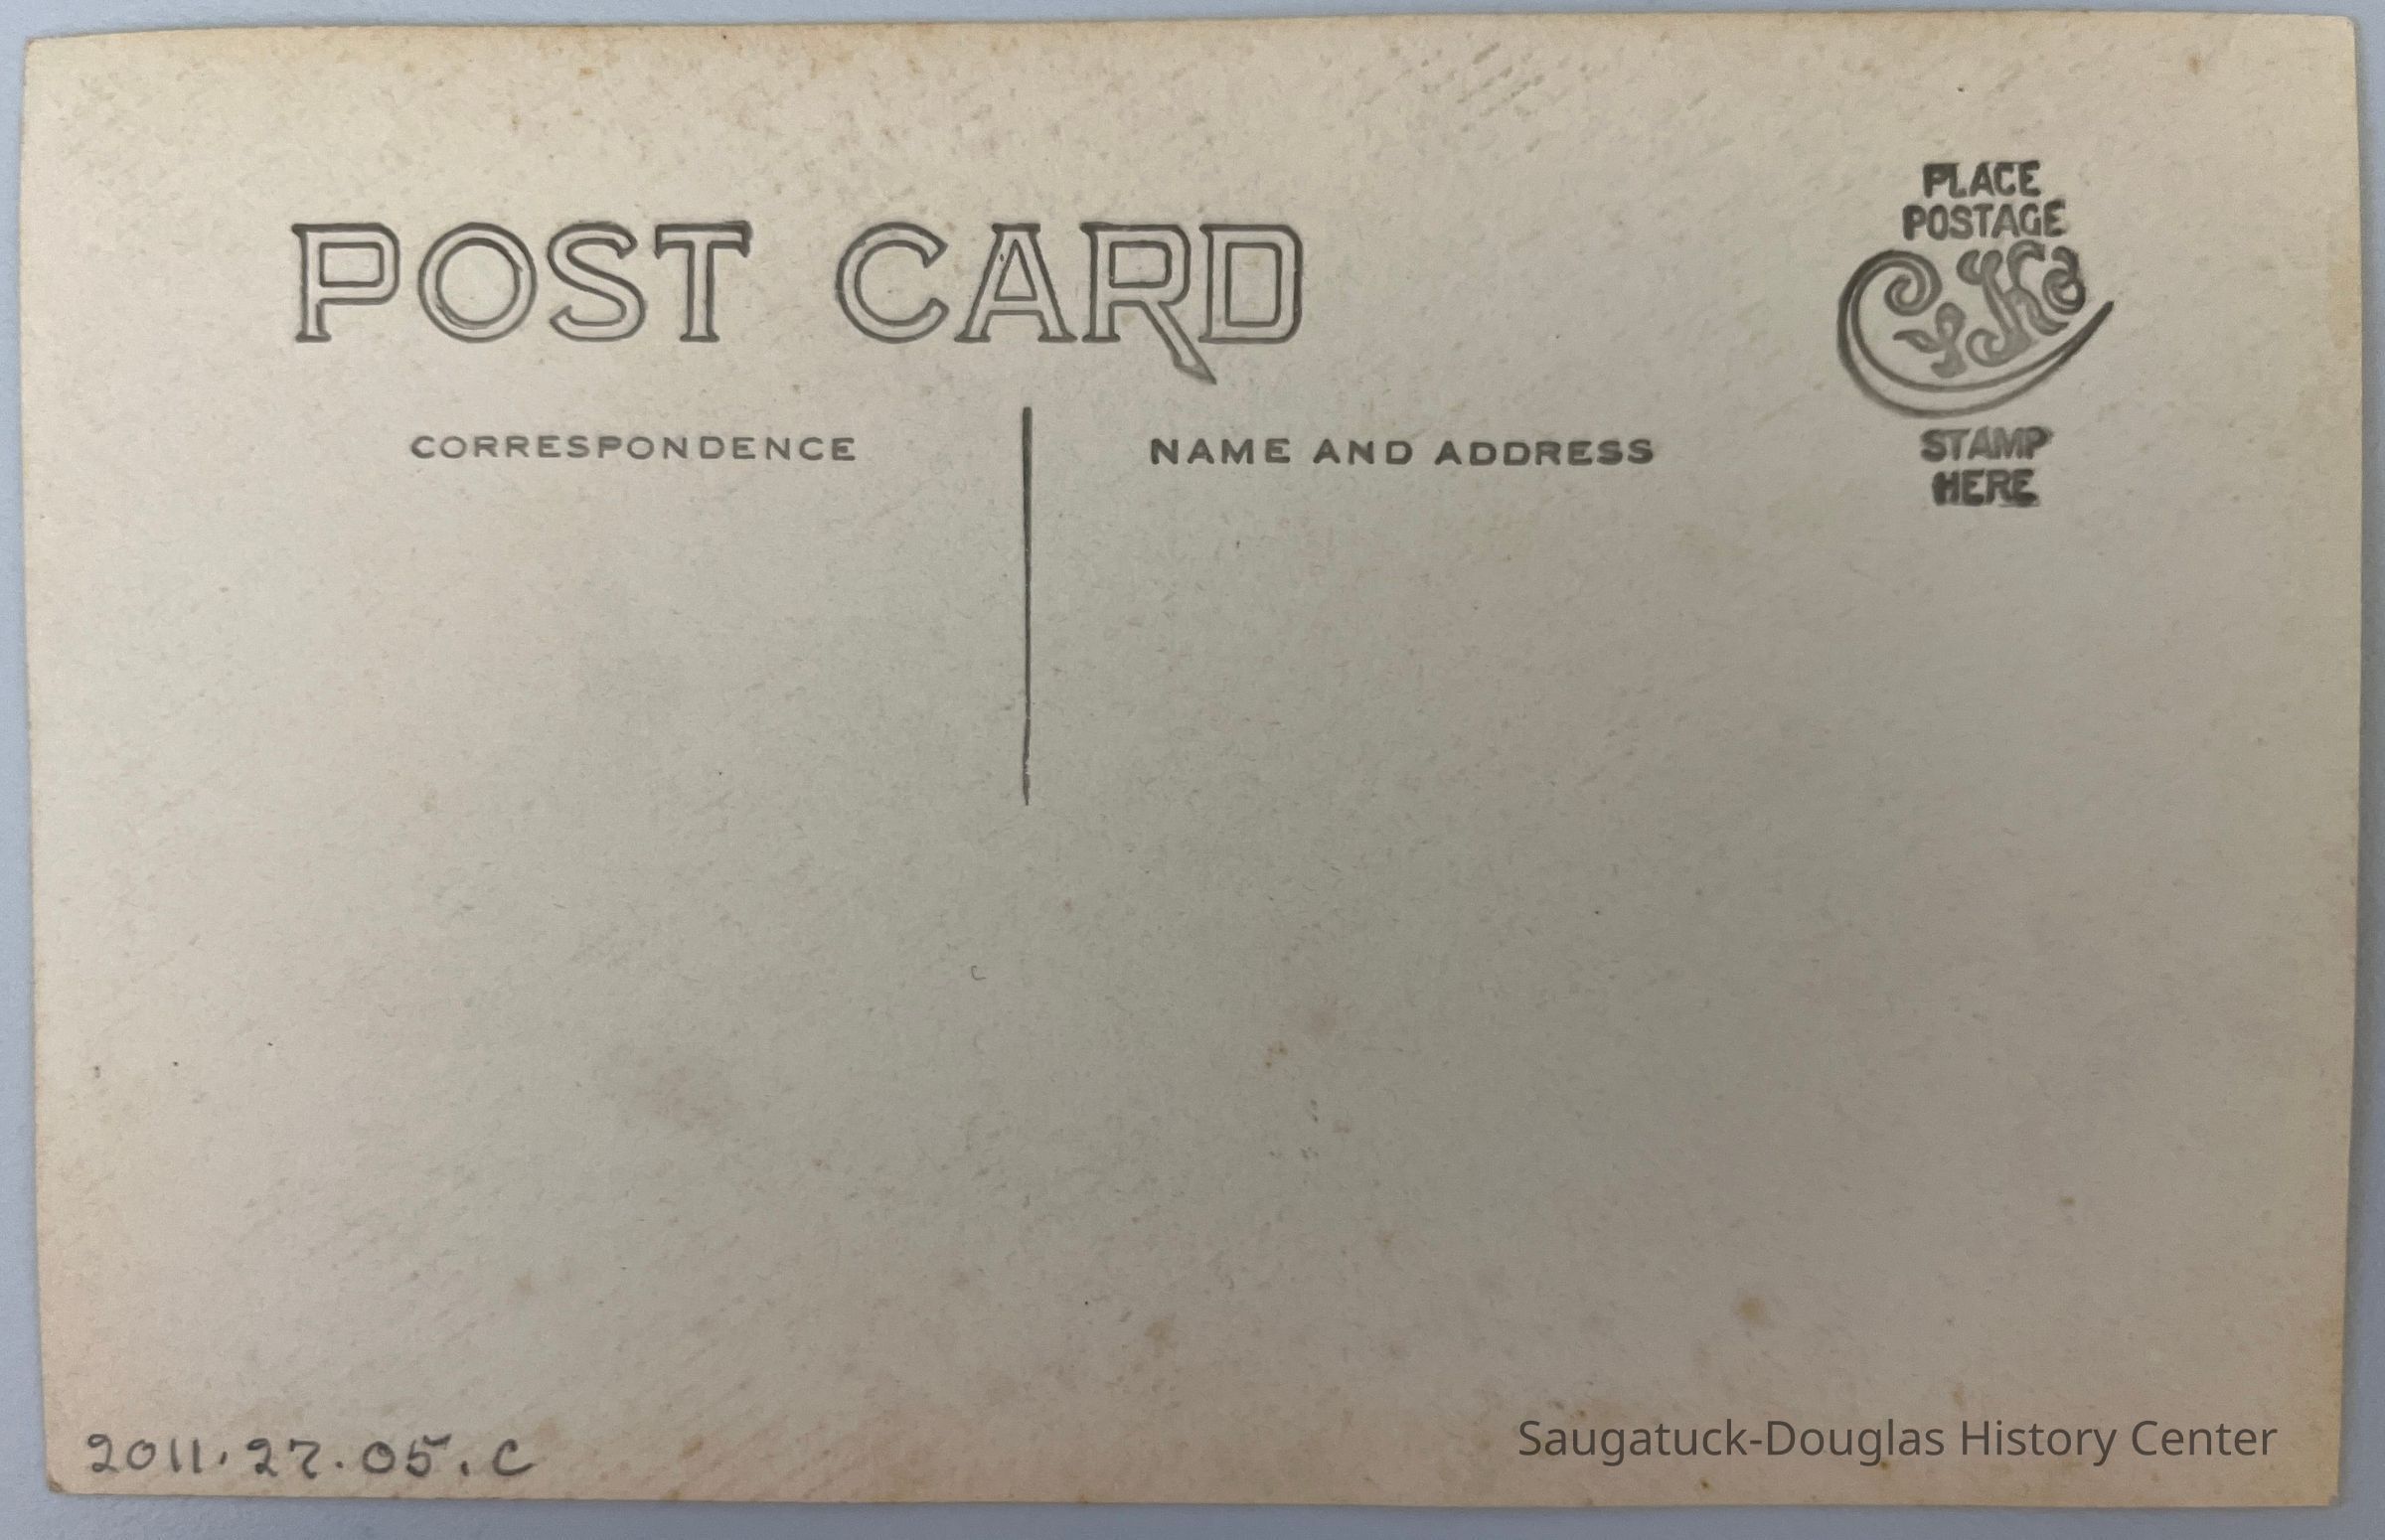 POST CARD
CORRESPONDENCE
NAME AND ADDRESS
PLACE
POSTAGE
STAMP
HERE
2011.27.05.C
Saugatuck-Douglas History Center